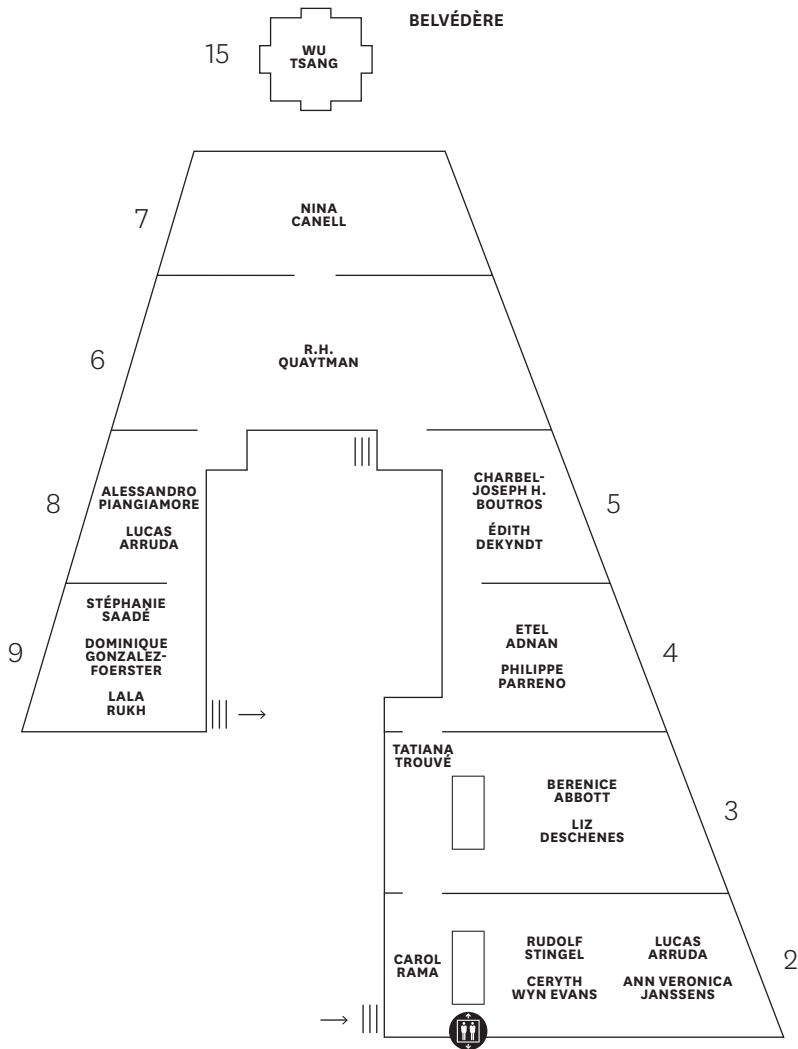 BELVÉDÈRE
15
WU
TSANG
7
NINA
CANELL
6
R.H.
QUAYTMAN
8
ALESSANDRO
PIANGIAMORE
LUCAS
ARRUDA
CHARBEL-
JOSEPH H.
BOUTROS
ÉDITH
DEKYNDT
5
9
STÉPHANIE
SAADÉ
DOMINIQUE
GONZALEZ-
FOERSTER
LALA
RUKH
ETEL
ADNAN
PHILIPPE
PARRENO
4
TATIANA
TROUVÉ
BERENICE
ABBOTT
LIZ
DESCHENES
3
CAROL
RAMA
RUDOLF
STINGEL
CERYTH
WYN EVANS
LUCAS
ARRUDA
ANN VERONICA
JANSSENS
2